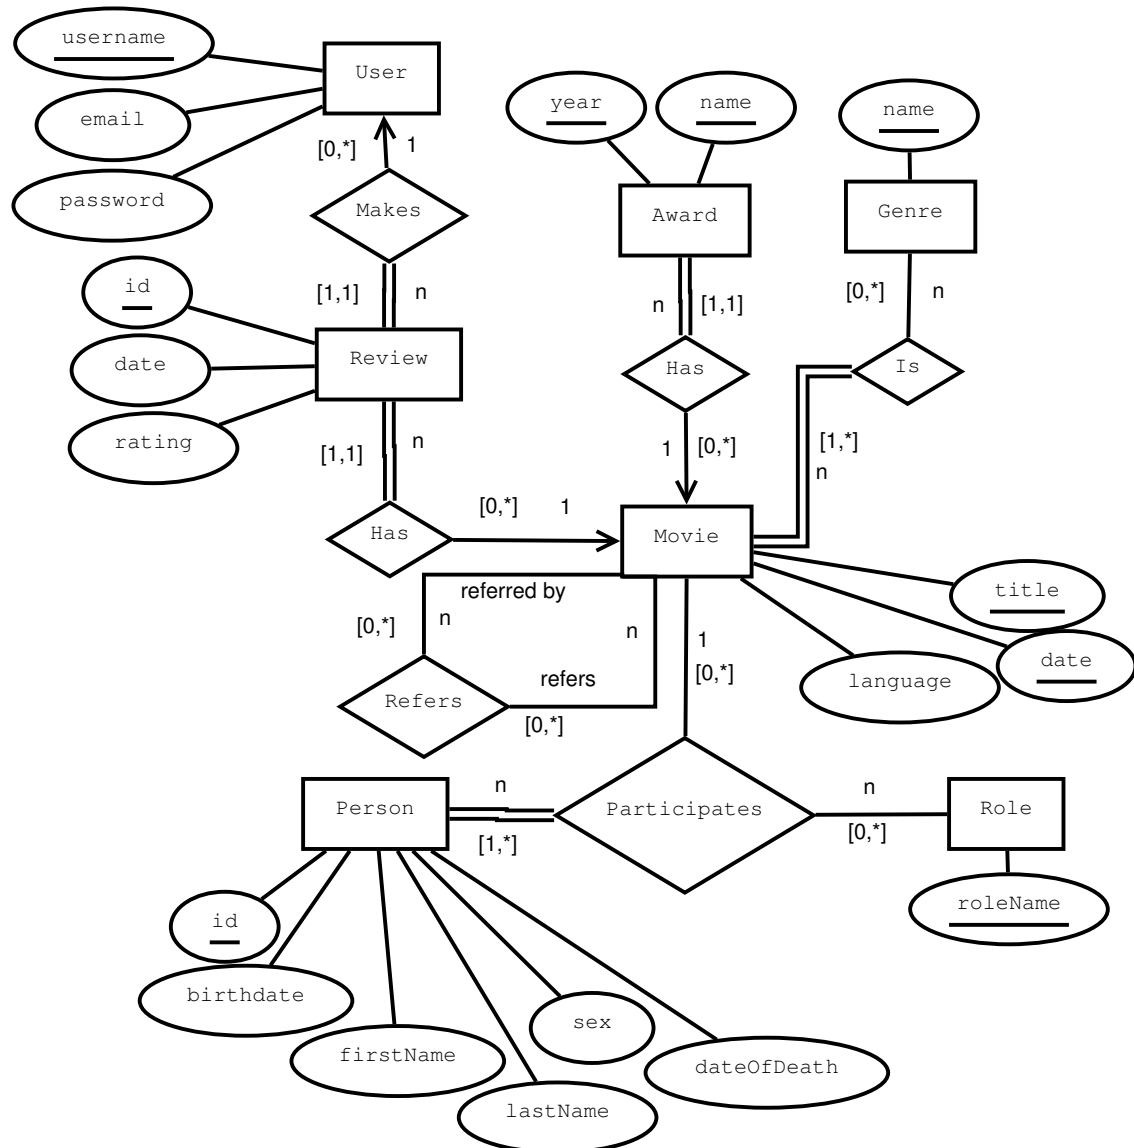 username
User
email
password
[0,*]
1
Makes
[1,1]
n
id
date
rating
Review
[1,1]
n
Has
[0,*]
1
year
name
Award
n
[1,1]
Has
1
[0,*]
name
Genre
[0,*]
n
Is
[1,*]
n
Movie
title
date
language
referred by
[0,*]
n
n
Refers
refers
[0,*]
1
[0,*]
Person
n
[1,*]
Participates
n
[0,*]
Role
roleName
id
birthdate
firstName
lastName
sex
dateOfDeath